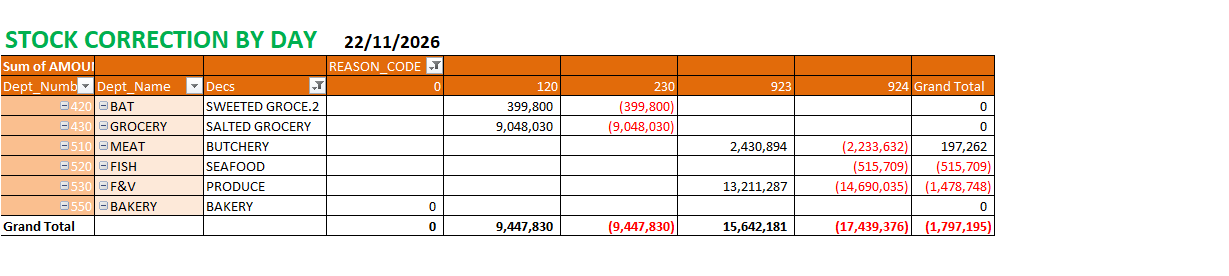 STOCK CORRECTION BY DAY 22/11/2026
Sum of AMOU REASON_CODE
Dept_Numb Dept_Name Decs 0 120 230 923 924 Grand Total
420 BAT SWEETED GROCE.2 399,800 (399,800) 0
430 GROCERY SALTED GROCERY 9,048,030 (9,048,030) 0
510 MEAT BUTCHERY 2,430,894 (2,233,632) 197,262
520 FISH SEAFOOD (515,709) (515,709)
530 F&V PRODUCE 13,211,287 (14,690,035) (1,478,748)
550 BAKERY BAKERY 0 0
Grand Total 0 9,447,830 (9,447,830) 15,642,181 (17,439,376) (1,797,195)